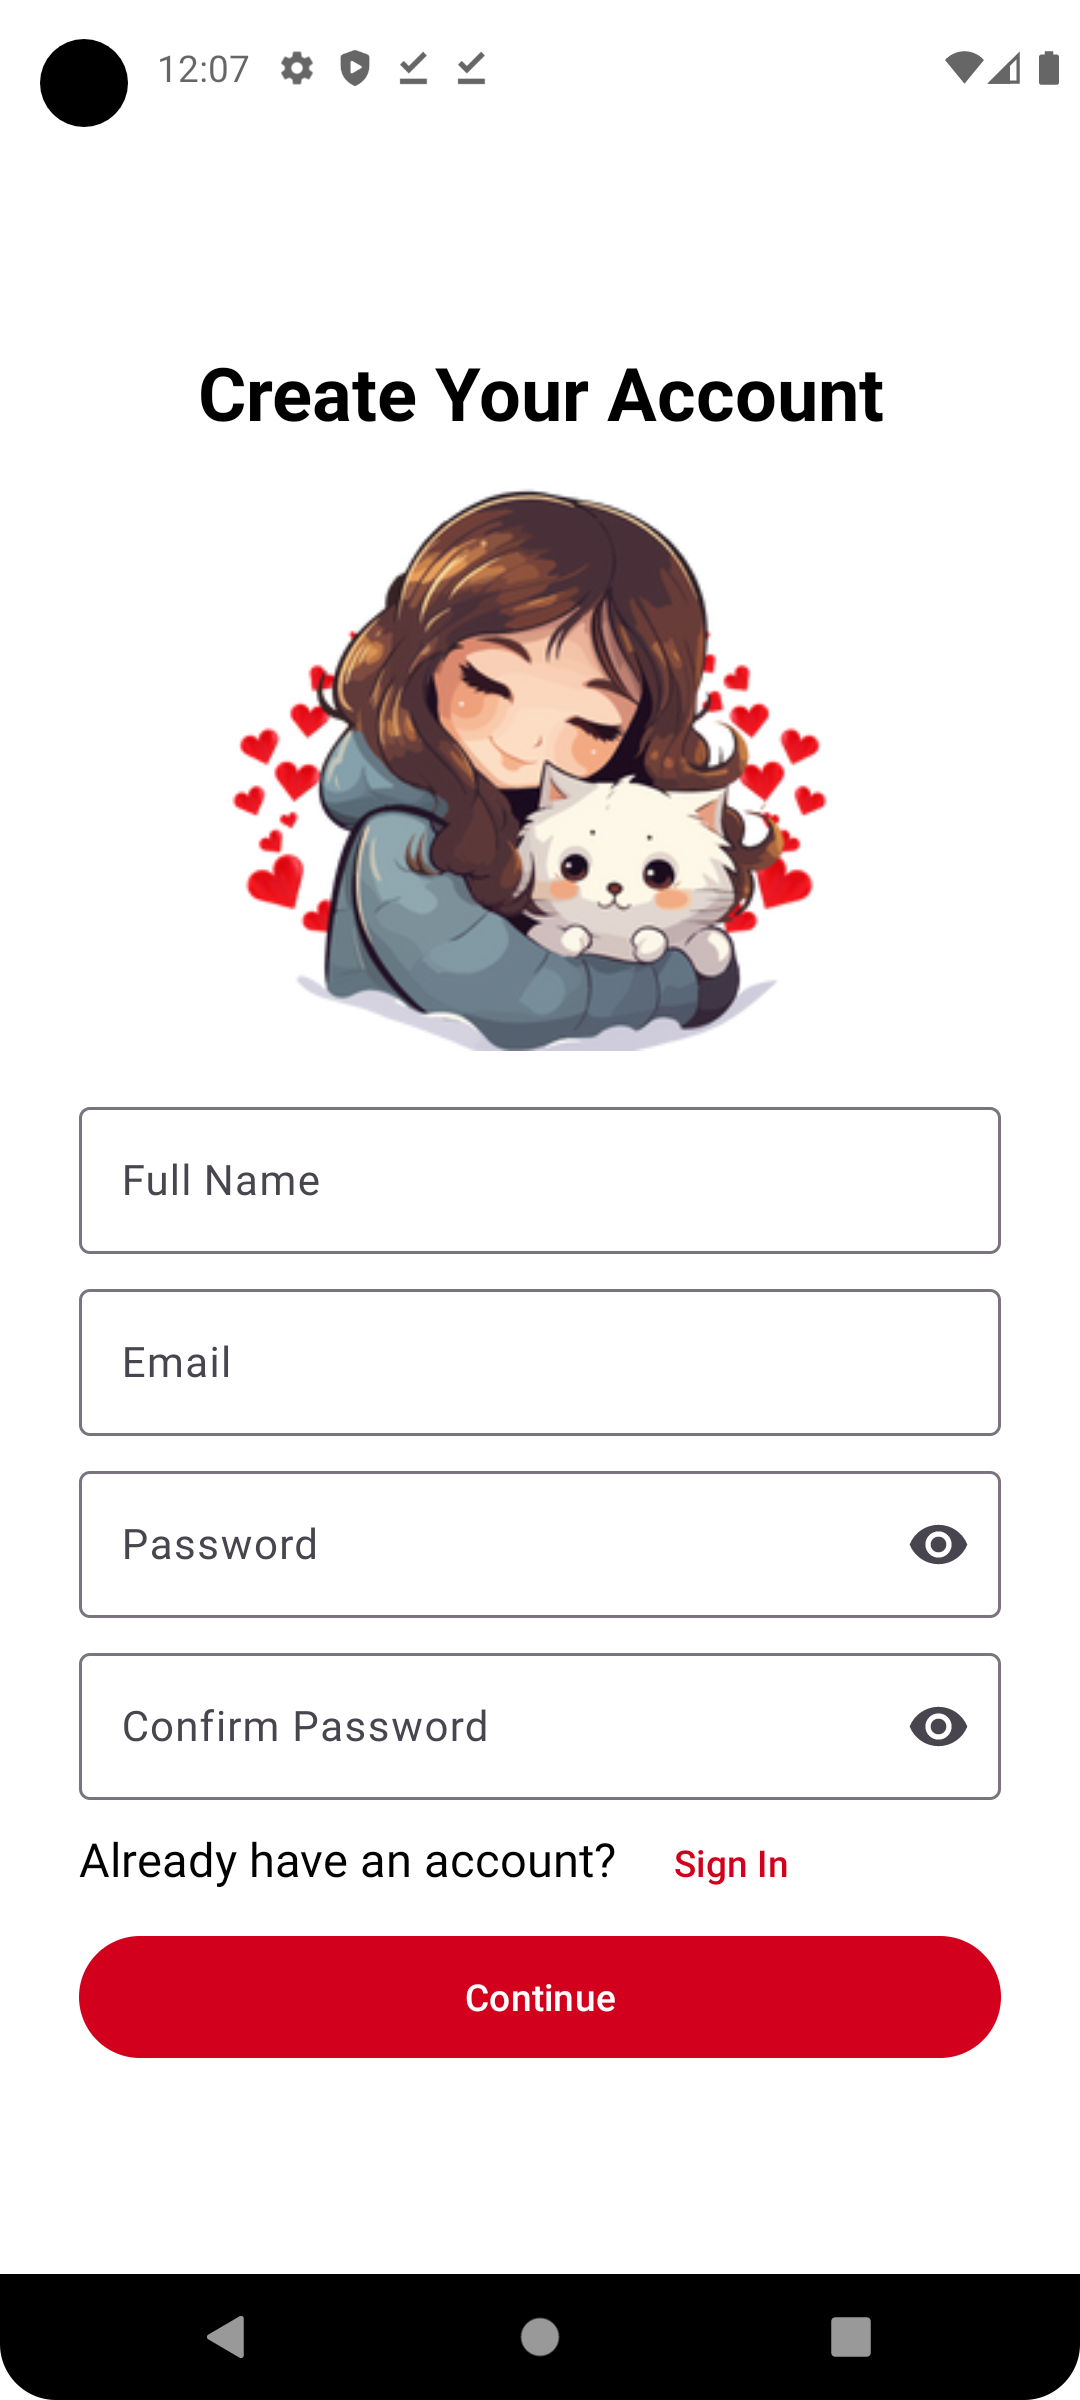 12:07
Create Your Account
Full Name
Email
Password
Confirm Password
Already have an account? Sign In
Continue